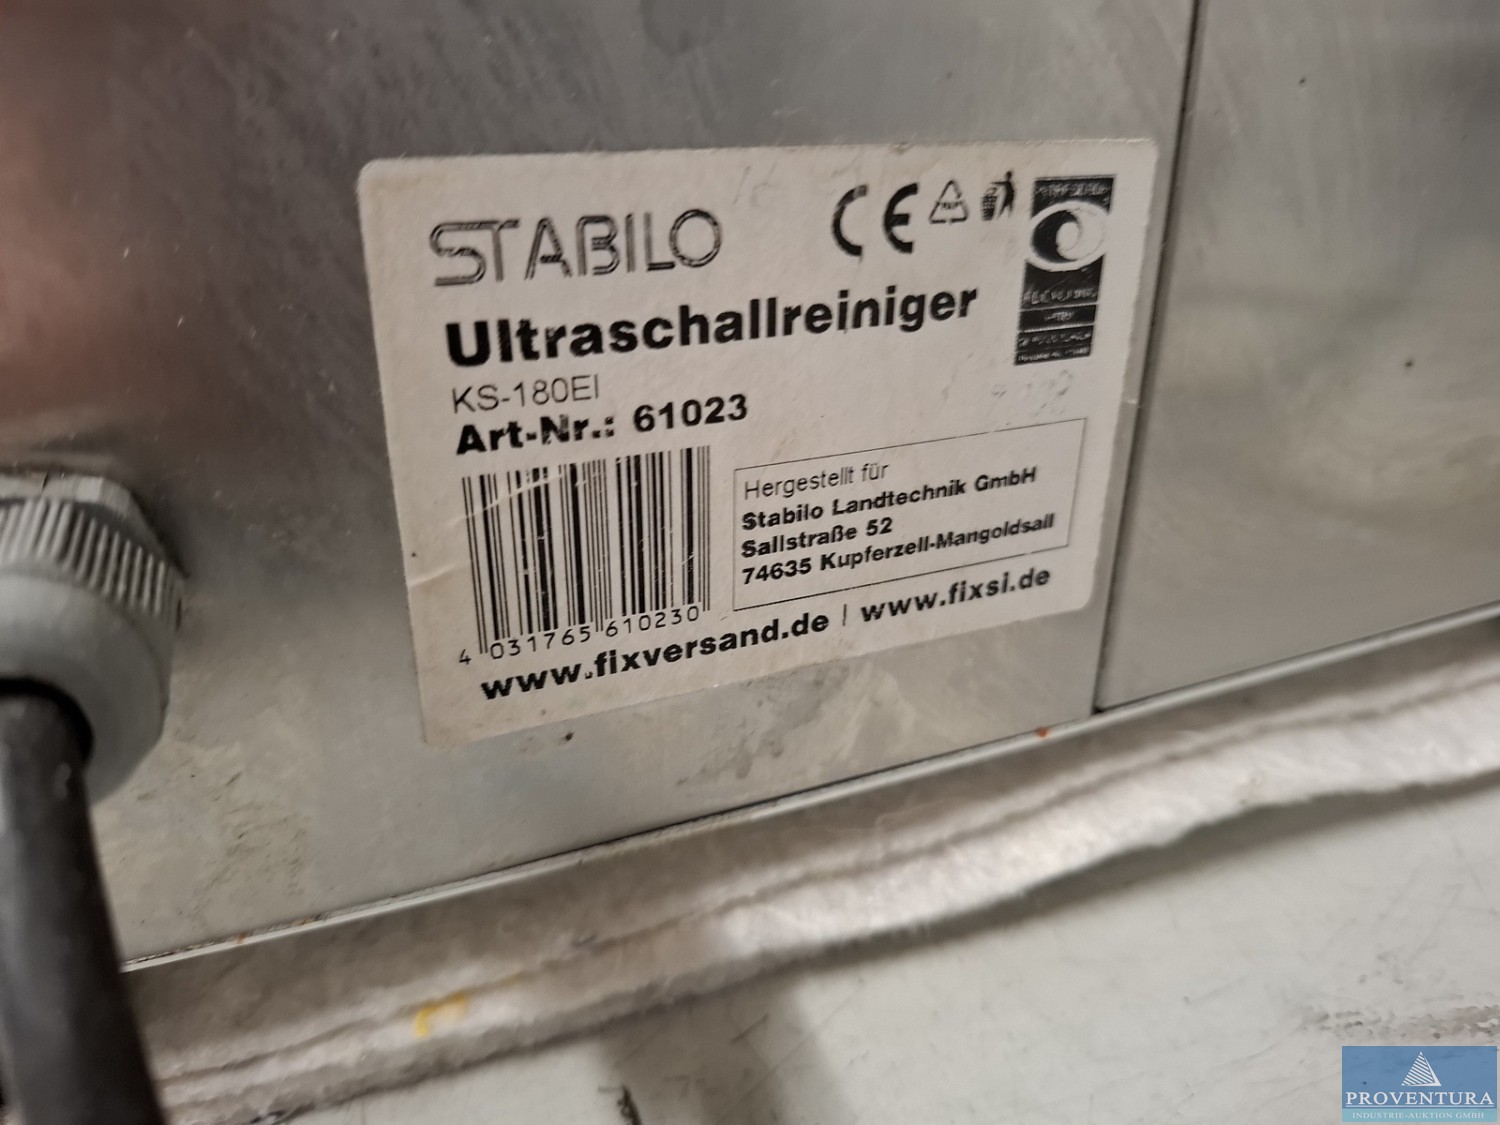 STABILO
CE
Ultraschallreiniger
KS-180EI
Art-Nr.: 61023
Hergestellt für
Stabilo Landtechnik GmbH
Sallstraße 52
74635 Kupferzell-Mangoldsall
4 031765 610230
www.fixversand.de | www.fixsi.de
PROVENTURA
INDUSTRIE-AUKTION GMBH